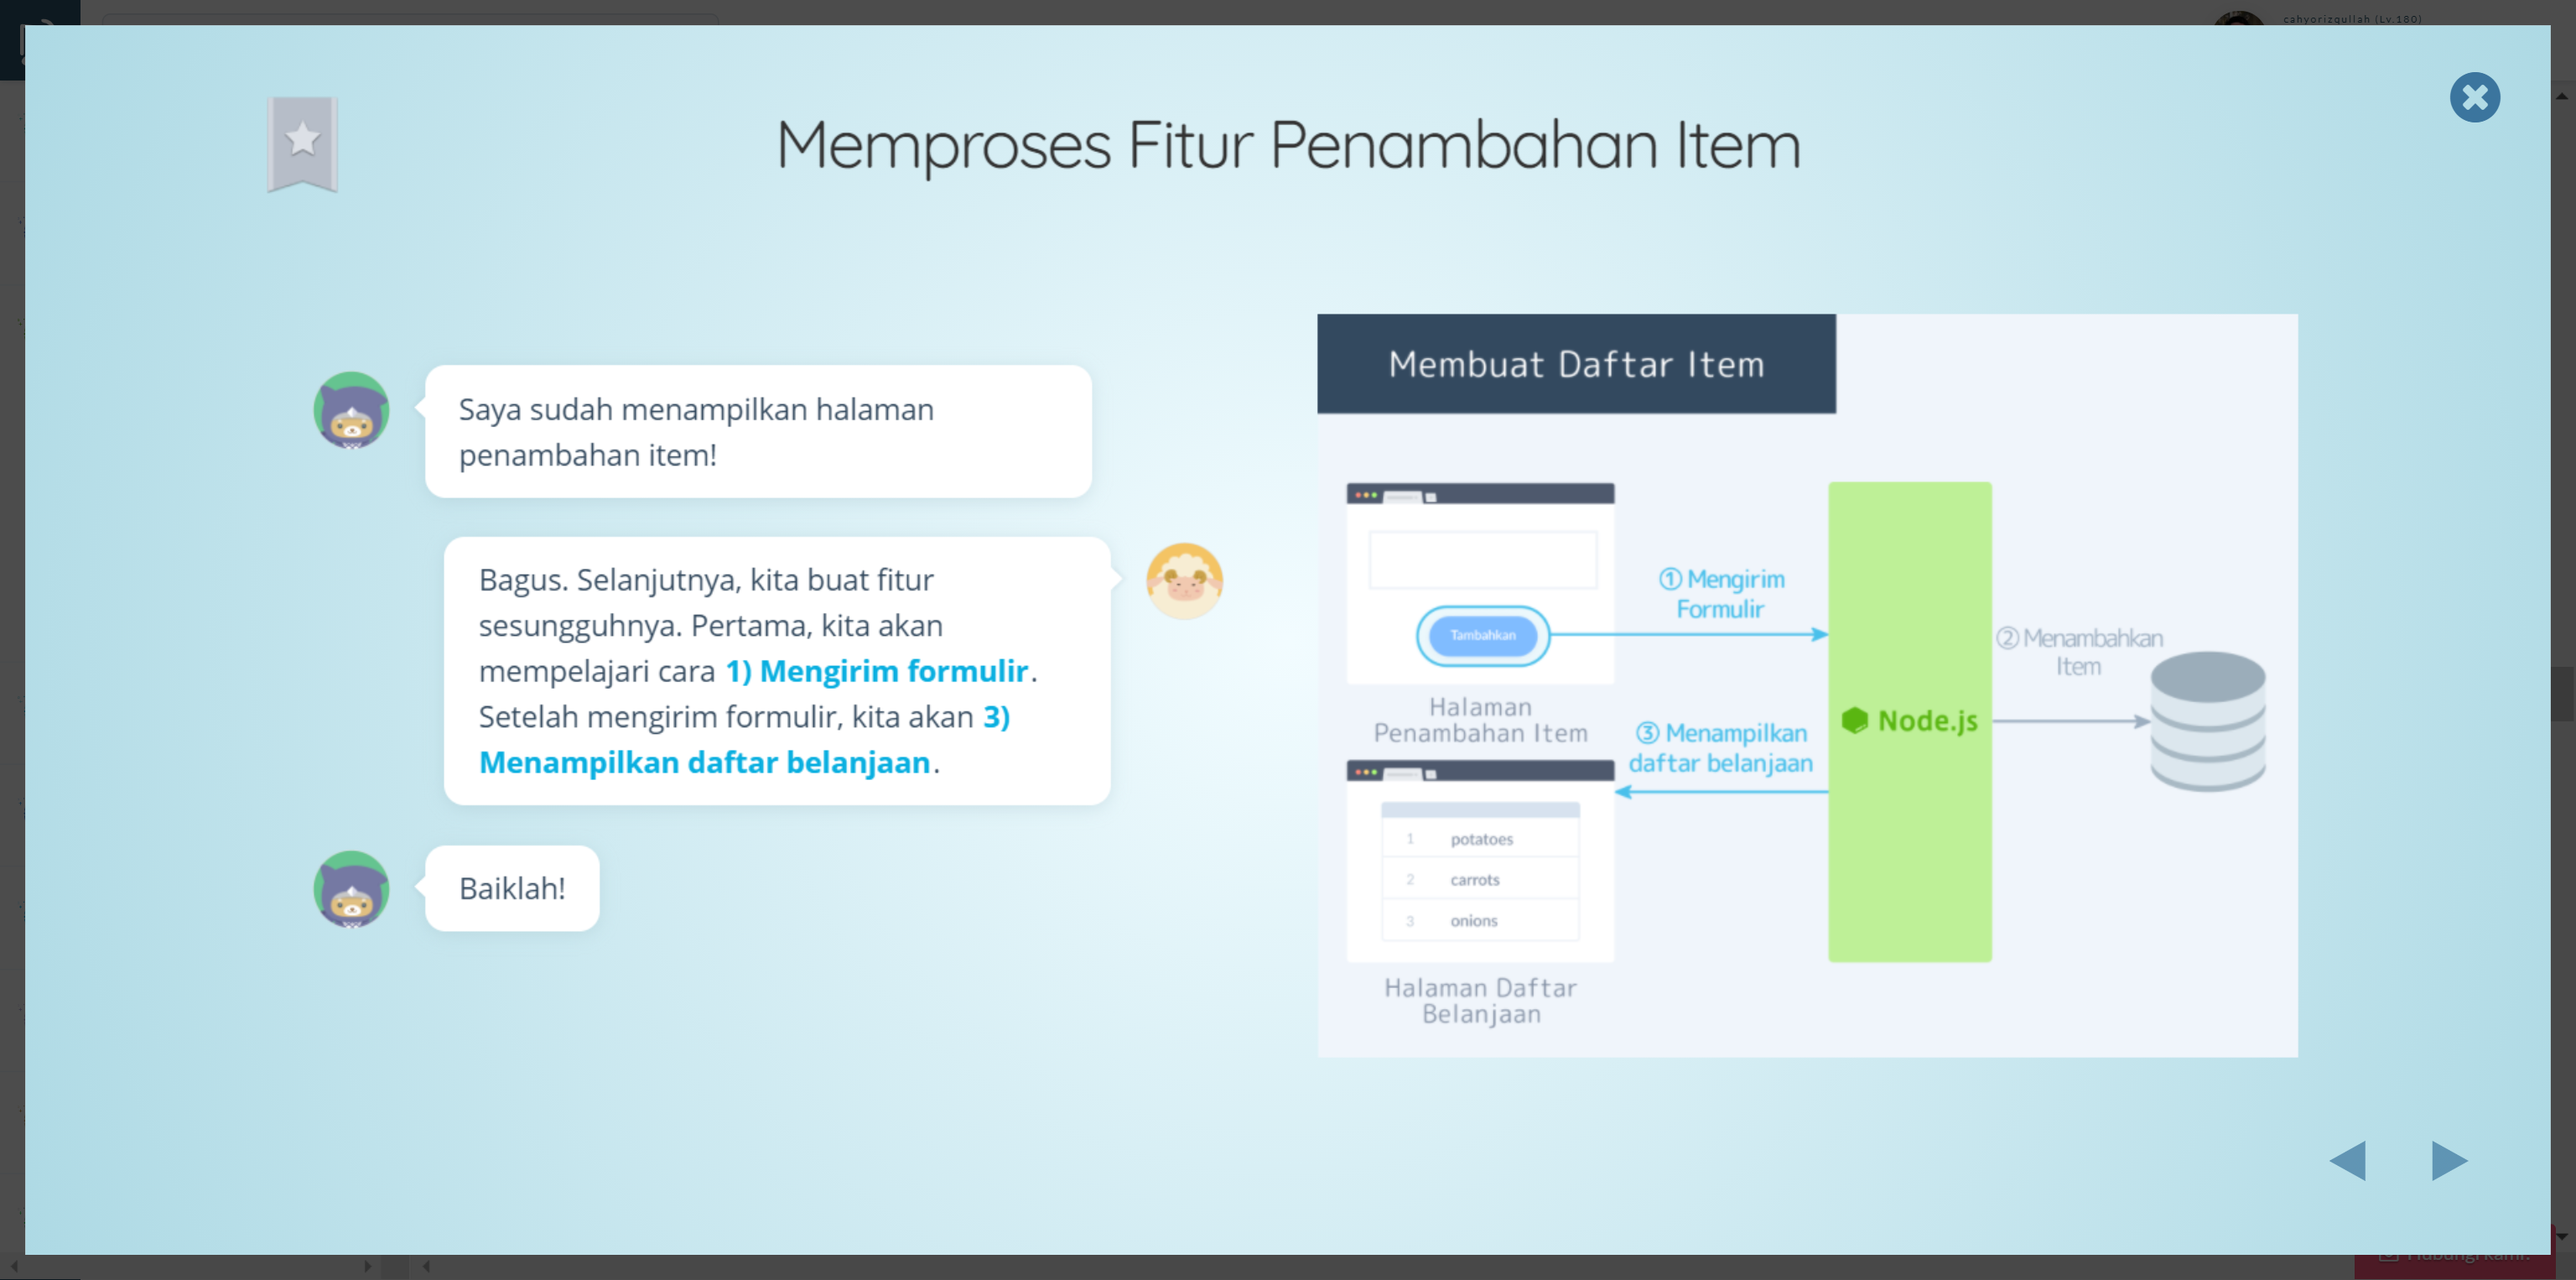 cahyorizqullah (Lv.180)
Memproses Fitur Penambahan Item
Saya sudah menampilkan halaman
penambahan item!
Bagus. Selanjutnya, kita buat fitur
sesungguhnya. Pertama, kita akan
mempelajari cara 1) Mengirim formulir.
Setelah mengirim formulir, kita akan 3)
Menampilkan daftar belanjaan.
Baiklah!
Membuat Daftar Item
Tambahkan
Halaman
Penambahan Item
① Mengirim
Formulir
② Menambahkan
Item
③ Menampilkan
daftar belanjaan
Node.js
1 potatoes
2 carrots
3 onions
Halaman Daftar
Belanjaan
Hubungi kami!